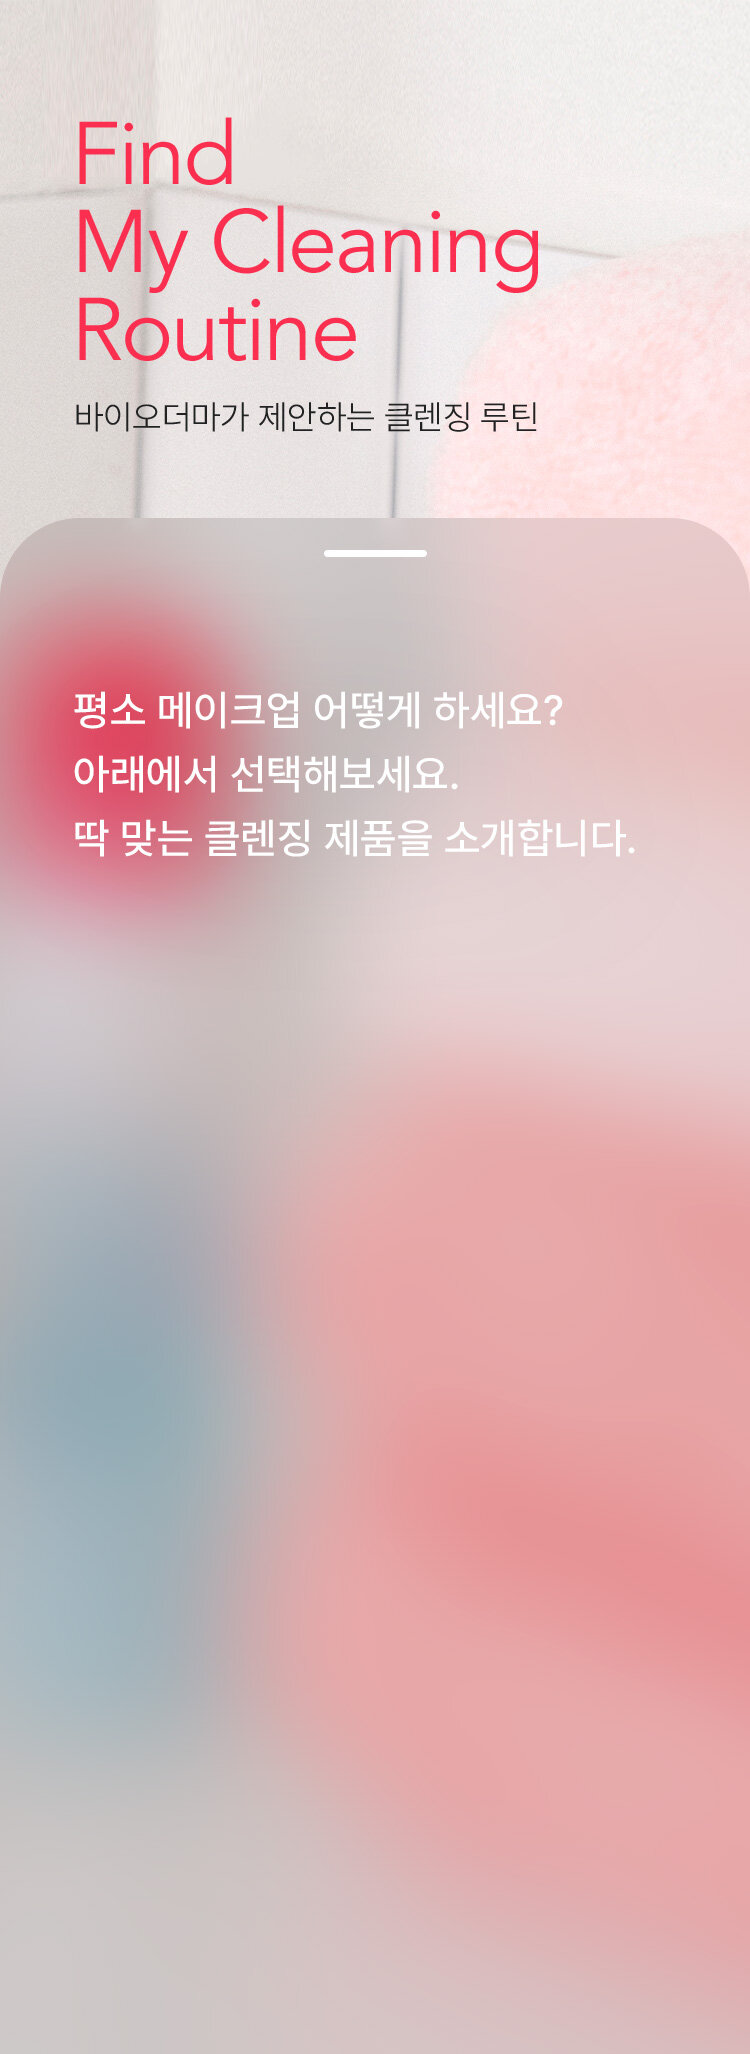 Find
My Cleaning
Routine
바이오더마가 제안하는 클렌징 루틴
평소 메이크업 어떻게 하세요?
아래에서 선택해보세요.
딱 맞는 클렌징 제품을 소개합니다.